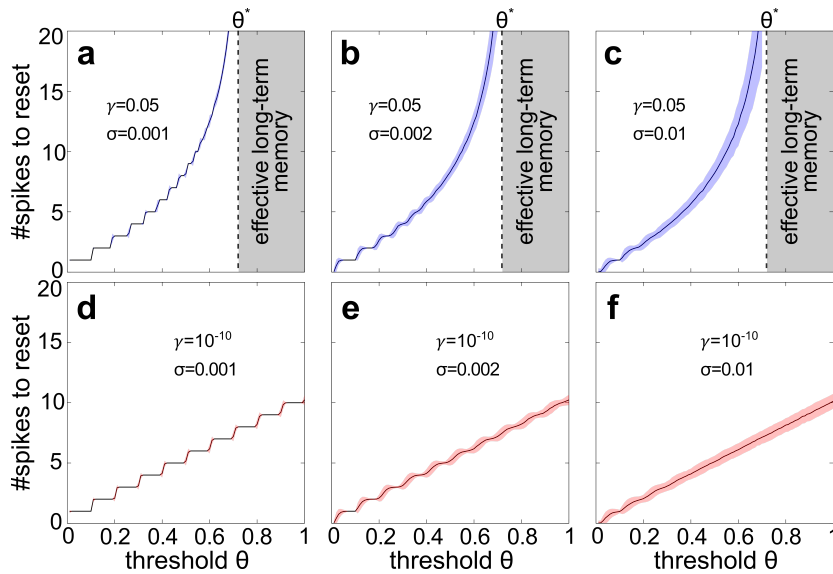 θ*
θ*
θ*
#spikes to reset
20
15
10
5
0
a
γ=0.05
σ=0.001
effective long-term
memory
b
γ=0.05
σ=0.002
effective long-term
memory
c
γ=0.05
σ=0.01
effective long-term
memory
#spikes to reset
20
15
10
5
0
d
γ=10⁻¹⁰
σ=0.001
e
γ=10⁻¹⁰
σ=0.002
f
γ=10⁻¹⁰
σ=0.01
0 0.2 0.4 0.6 0.8 1
0 0.2 0.4 0.6 0.8 1
0 0.2 0.4 0.6 0.8 1
threshold θ
threshold θ
threshold θ